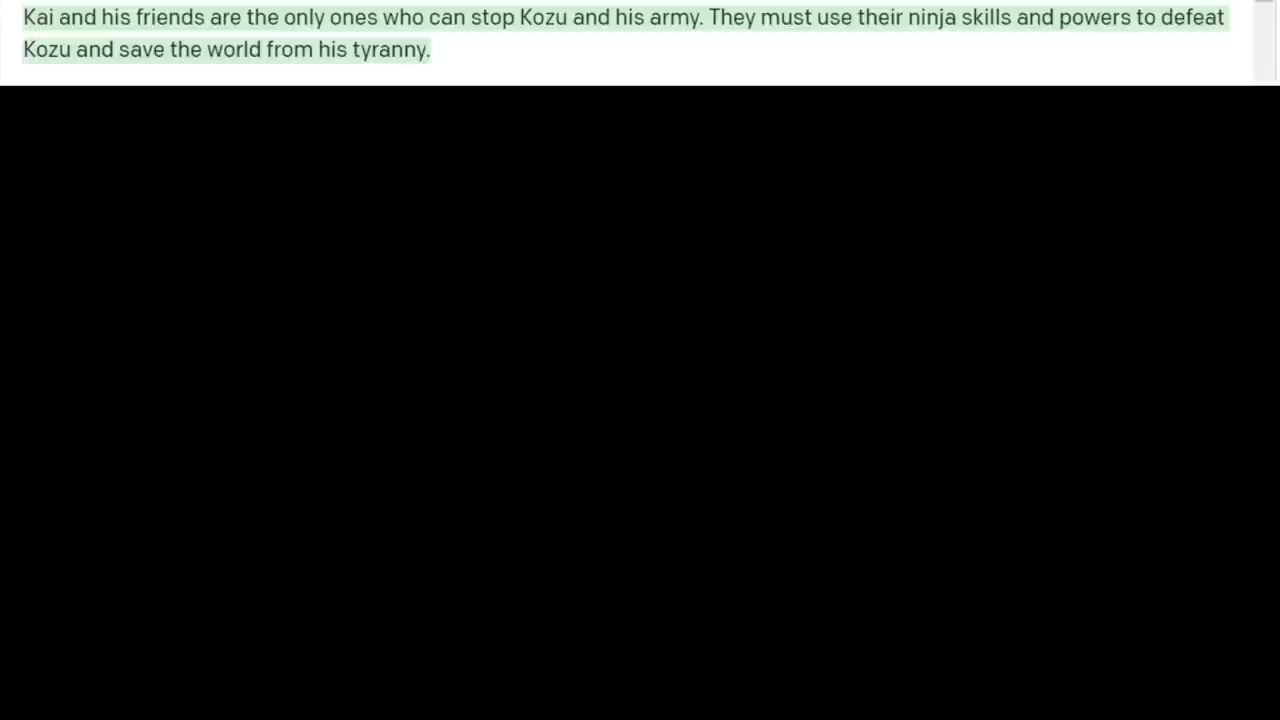 Kai and his friends are the only ones who can stop Kozu and his army. They must use their ninja skills and powers to defeat
Kozu and save the world from his tyranny.